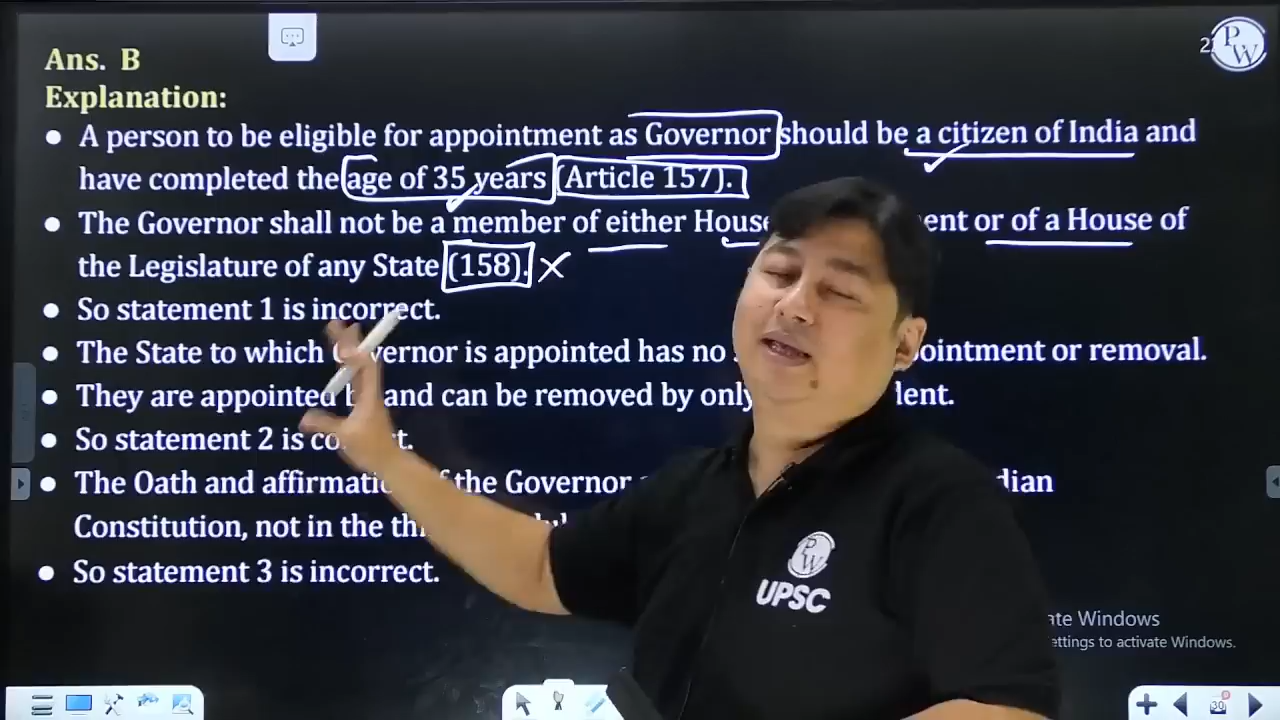 Ans. B
Explanation:
PW
2
● A person to be eligible for appointment as Governor should be a citizen of India and
have completed the age of 35 years (Article 157).
● The Governor shall not be a member of either House ent or of a House of
the Legislature of any State (158).
● So statement 1 is incorrect.
● The State to which vernor is appointed has no ointment or removal.
● They are appointed and can be removed by only dent.
● So statement 2 is co t.
● The Oath and affirmatio the Governor dian
Constitution, not in the th
● So statement 3 is incorrect.
PW
UPSC
ate Windows
ettings to activate Windows.
30